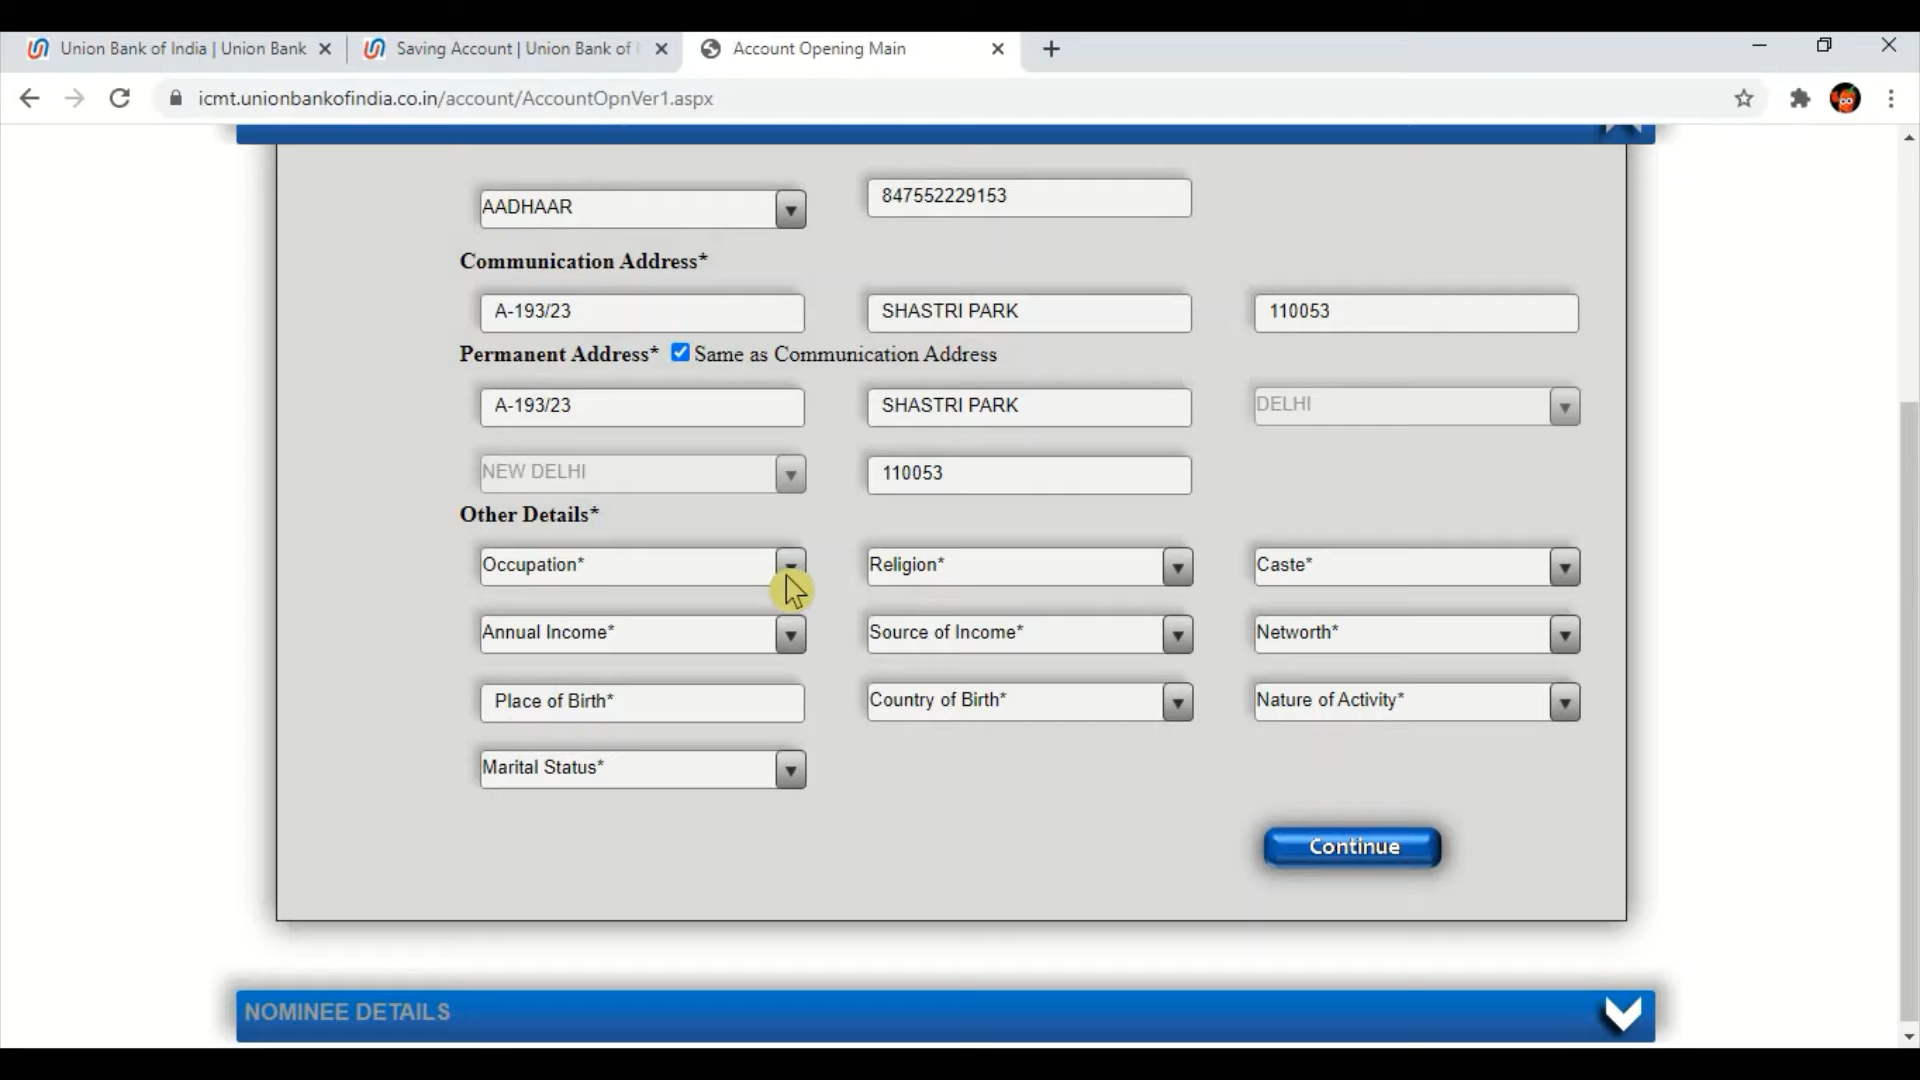 Union Bank of India | Union Bank
Saving Account | Union Bank of
Account Opening Main
icmt.unionbankofindia.co.in/account/AccountOpnVer1.aspx
AADHAAR
847552229153
Communication Address*
A-193/23
SHASTRI PARK
110053
Permanent Address* Same as Communication Address
A-193/23
SHASTRI PARK
DELHI
NEW DELHI
110053
Other Details*
Occupation*
Religion*
Caste*
Annual Income*
Source of Income*
Networth*
Place of Birth*
Country of Birth*
Nature of Activity*
Marital Status*
Continue
NOMINEE DETAILS